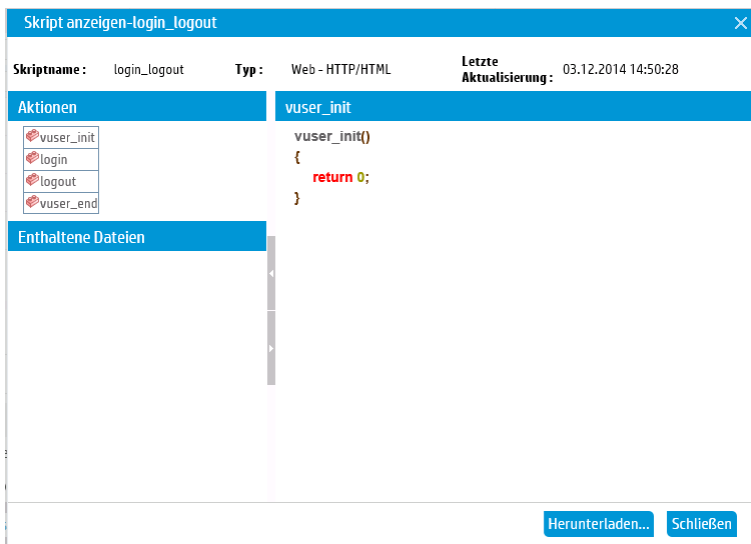 Skript anzeigen-login_logout
Skriptname : login_logout Typ : Web - HTTP/HTML Letzte Aktualisierung : 03.12.2014 14:50:28
Aktionen
vuser_init
login
logout
vuser_end
Enthaltene Dateien
vuser_init
vuser_init()
{
return 0;
}
Herunterladen... Schließen